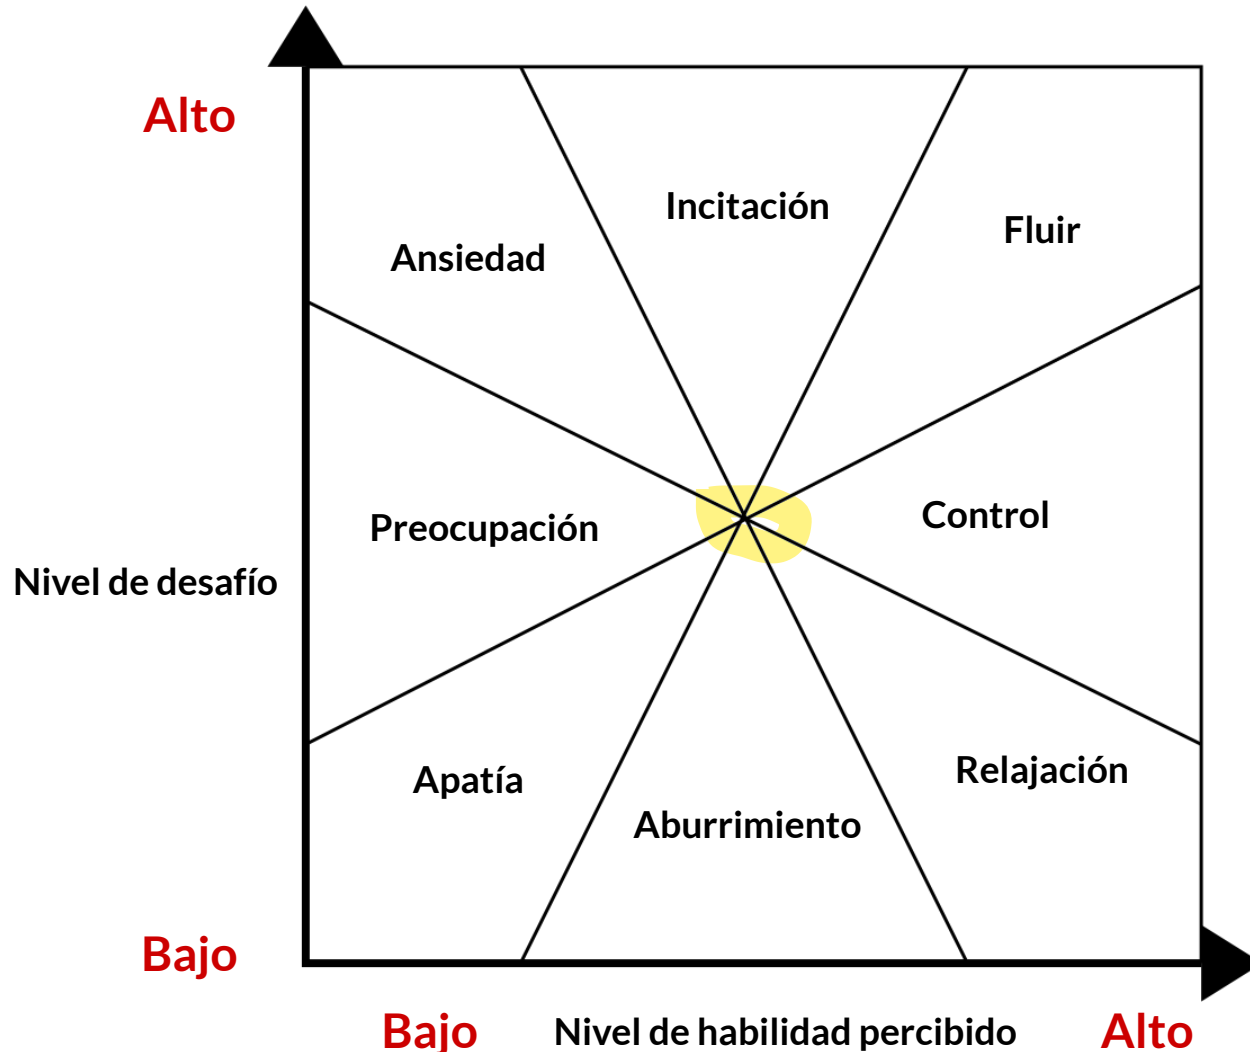 Alto
Incitación
Fluir
Ansiedad
Control
Preocupación
Nivel de desafío
Relajación
Apatía
Aburrimiento
Bajo
Bajo
Nivel de habilidad percibido
Alto